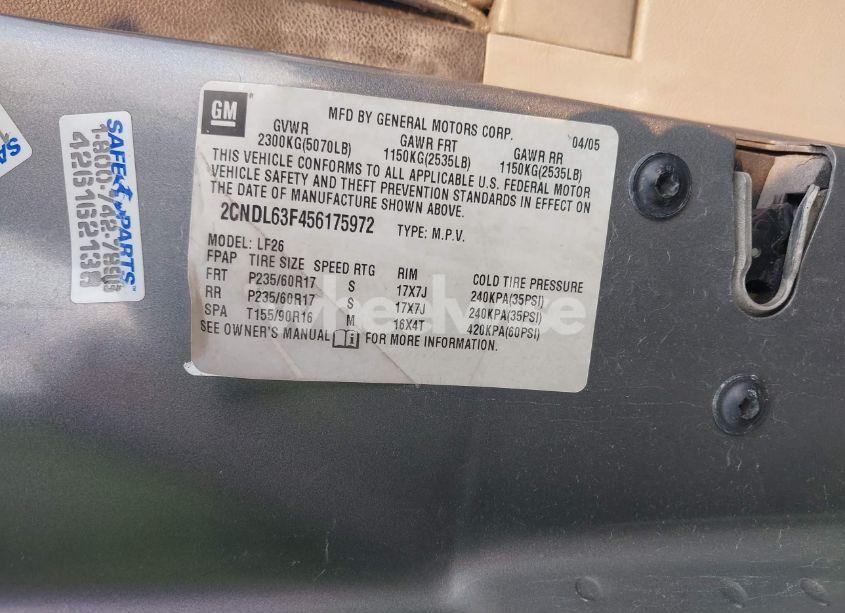 GM
MFD BY GENERAL MOTORS CORP. 04/05
GVWR GAWR FRT GAWR RR
2300KG(5070LB) 1150KG(2535LB) 1150KG(2535LB)
THIS VEHICLE CONFORMS TO ALL APPLICABLE U.S. FEDERAL MOTOR
VEHICLE SAFETY AND THEFT PREVENTION STANDARDS IN EFFECT ON
THE DATE OF MANUFACTURE SHOWN ABOVE.
2CNDL63F456175972 TYPE: M.P.V.
MODEL: LF26
FPAP TIRE SIZE SPEED RTG RIM COLD TIRE PRESSURE
FRT P235/60R17 S 17X7J 240KPA(35PSI)
RR P235/60R17 S 17X7J 240KPA(35PSI)
SPA T155/90R16 M 16X4T 420KPA(60PSI)
SEE OWNER'S MANUAL i FOR MORE INFORMATION.
SAFE PARTS
SA